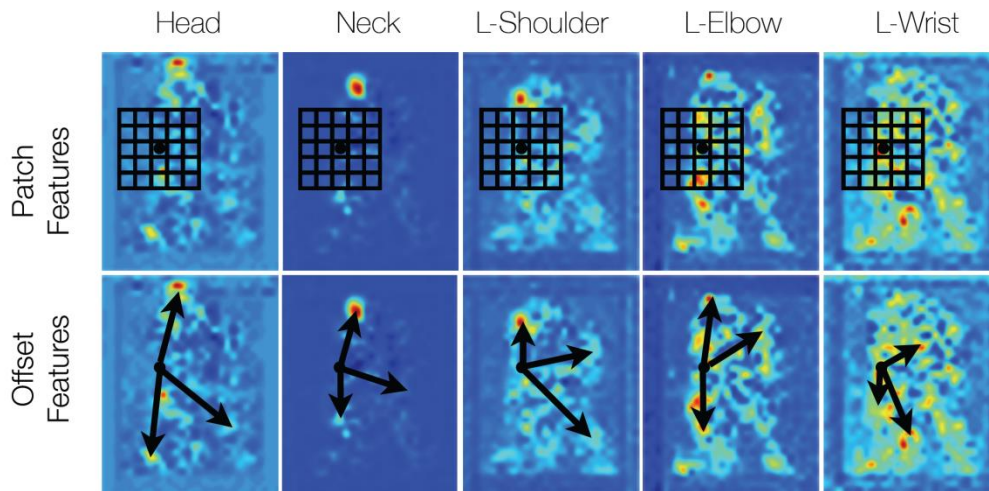 Head Neck L-Shoulder L-Elbow L-Wrist
Patch
Features
Offset
Features